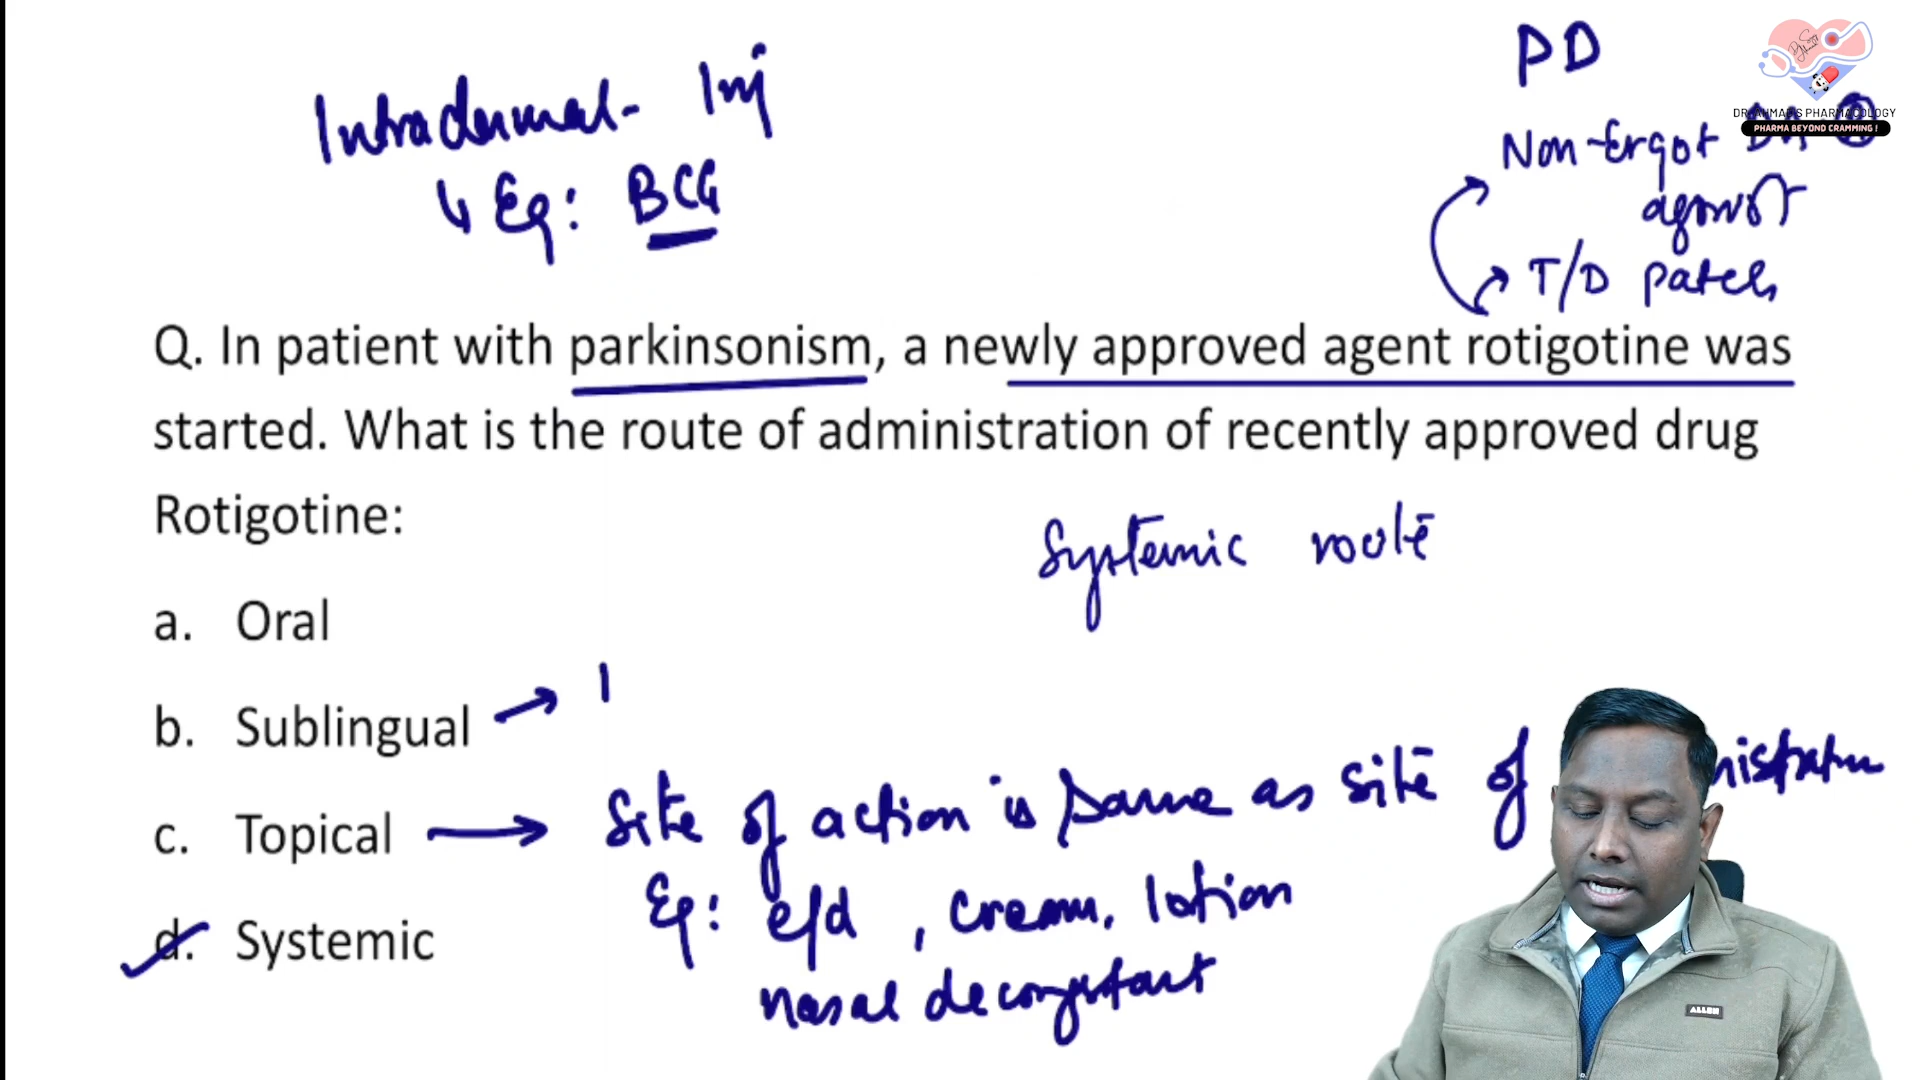 Intradermal - Inj
↳ Eg: BCG
PD
DR AHMAD'S PHARMACOLOGY
PHARMA BEYOND CRAMMING !
Non-Ergot
agonist
T/D patch
Q. In patient with parkinsonism, a newly approved agent rotigotine was
started. What is the route of administration of recently approved drug
Rotigotine:
Systemic route
a. Oral
b. Sublingual →
c. Topical → Site of action is same as site of
Eg: e/d, cream, lotion
nasal decongestant
d. Systemic
ALLEN